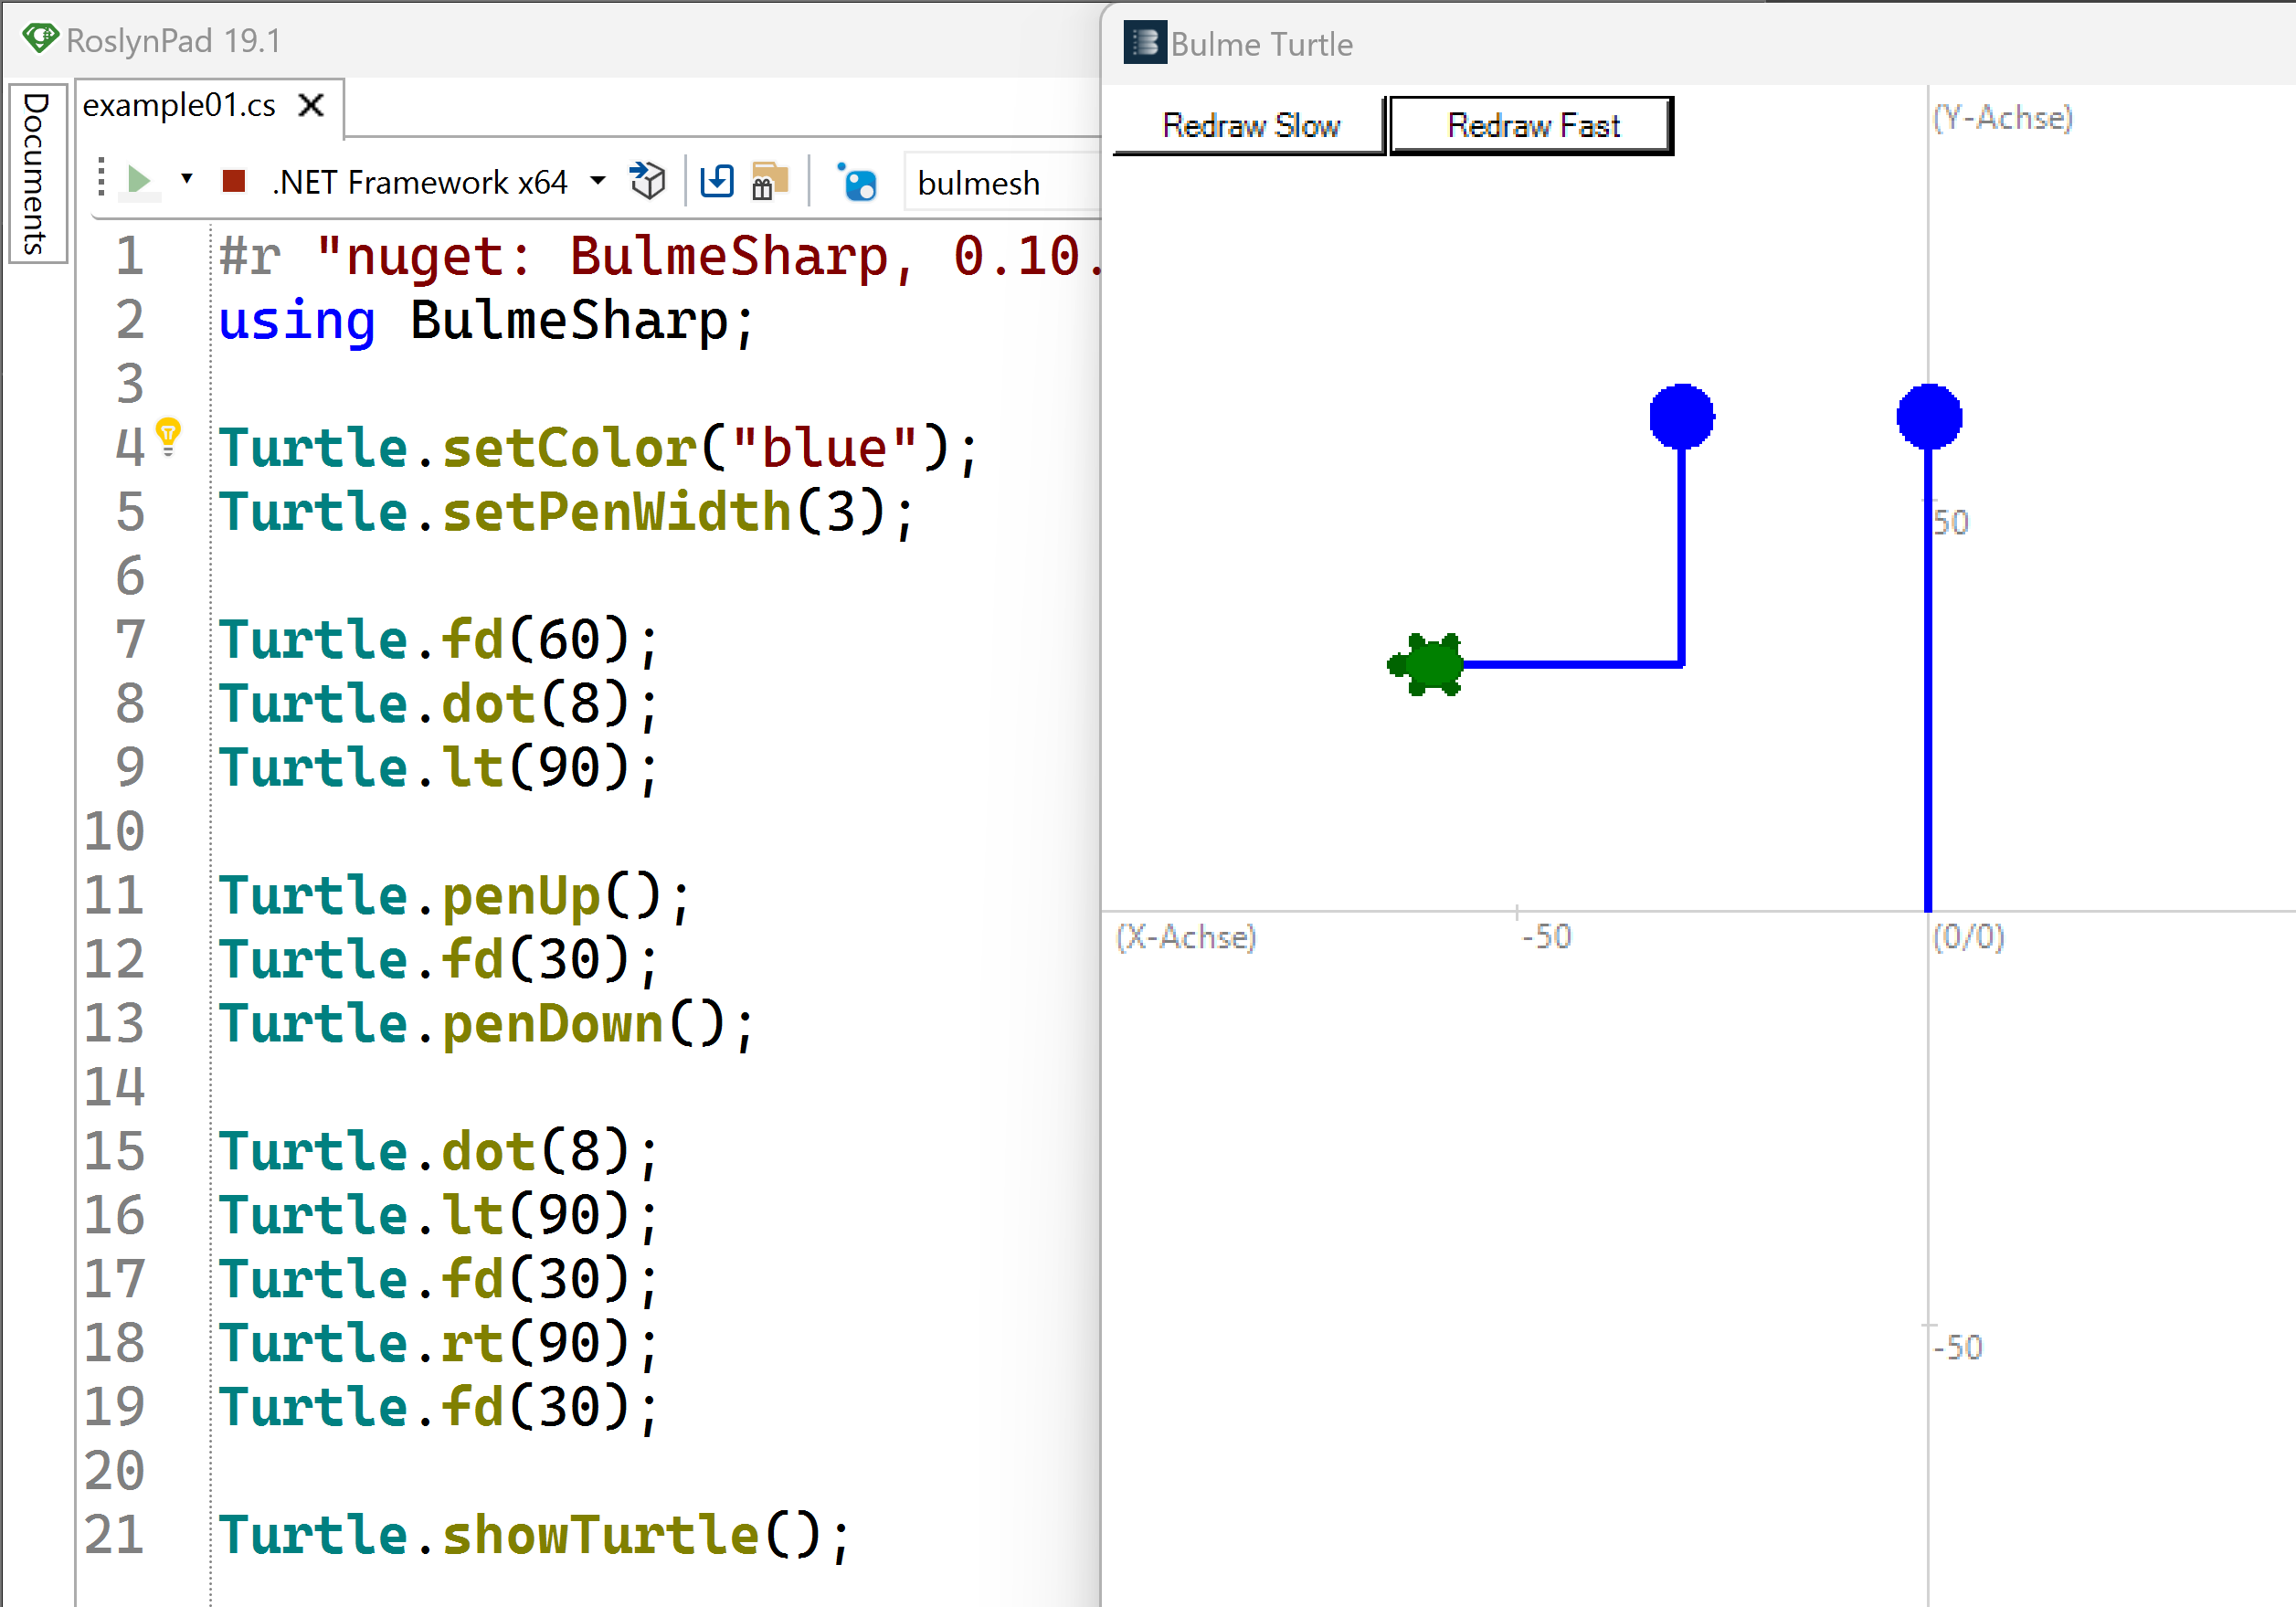 RoslynPad 19.1
Documents
example01.cs
.NET Framework x64
bulmesh
1 #r "nuget: BulmeSharp, 0.10.
2 using BulmeSharp;
3
4 Turtle.setColor("blue");
5 Turtle.setPenWidth(3);
6
7 Turtle.fd(60);
8 Turtle.dot(8);
9 Turtle.lt(90);
10
11 Turtle.penUp();
12 Turtle.fd(30);
13 Turtle.penDown();
14
15 Turtle.dot(8);
16 Turtle.lt(90);
17 Turtle.fd(30);
18 Turtle.rt(90);
19 Turtle.fd(30);
20
21 Turtle.showTurtle();
Bulme Turtle
Redraw Slow
Redraw Fast
(Y-Achse)
50
(X-Achse)
-50
(0/0)
-50